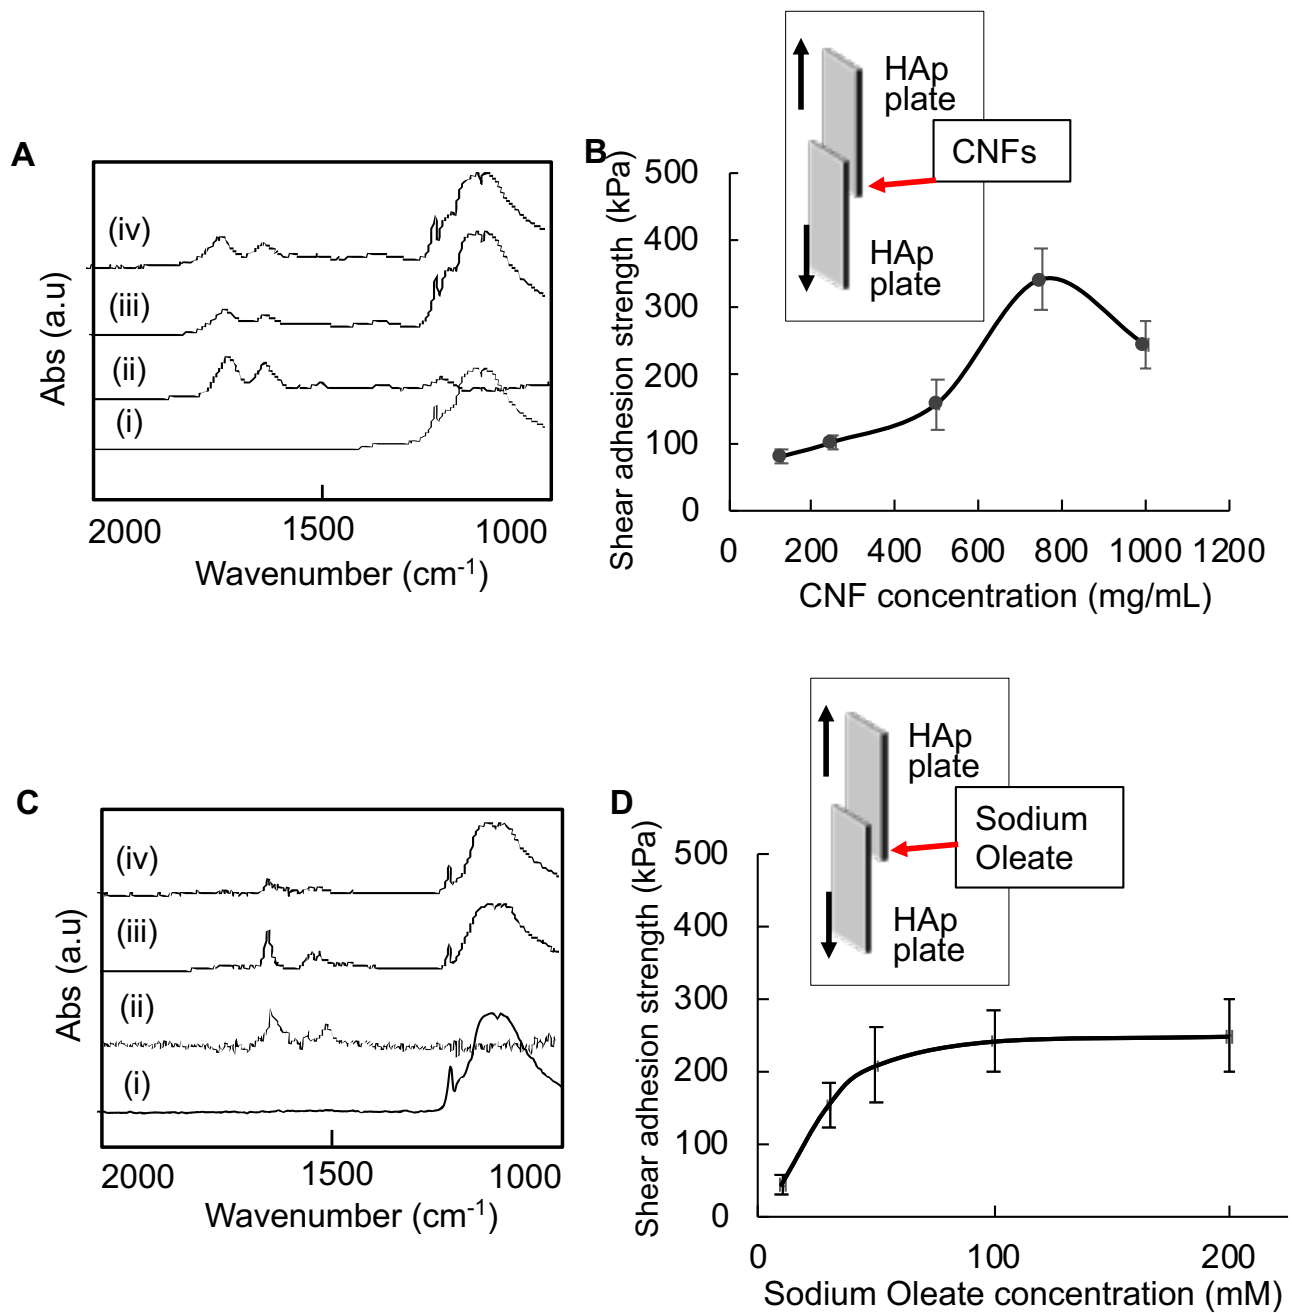 A
Abs (a.u)
(iv)
(iii)
(ii)
(i)
2000
1500
1000
Wavenumber (cm-1)
B
Shear adhesion strength (kPa)
500
400
300
200
100
0
0
200
400
600
800
1000
1200
CNF concentration (mg/mL)
HAp
plate
CNFs
HAp
plate
C
Abs (a.u)
(iv)
(iii)
(ii)
(i)
2000
1500
1000
Wavenumber (cm-1)
D
Shear adhesion strength (kPa)
500
400
300
200
100
0
0
100
200
Sodium Oleate concentration (mM)
HAp
plate
Sodium
Oleate
HAp
plate